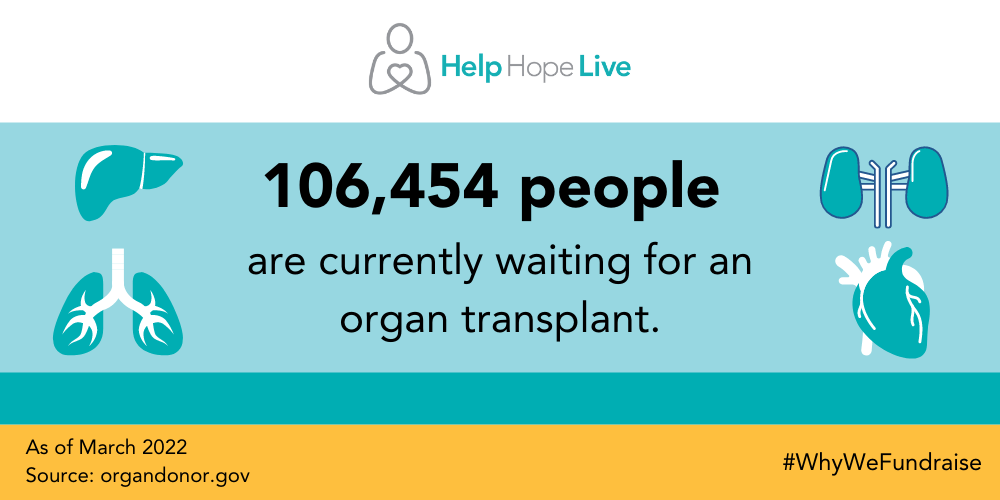 Help Hope Live
106,454 people
are currently waiting for an
organ transplant.
As of March 2022
Source: organdonor.gov
#WhyWeFundraise